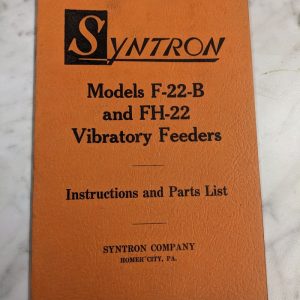 SYNTRON
Models F-22-B
and FH-22
Vibratory Feeders
Instructions and Parts List
SYNTRON COMPANY
HOMER CITY, PA.